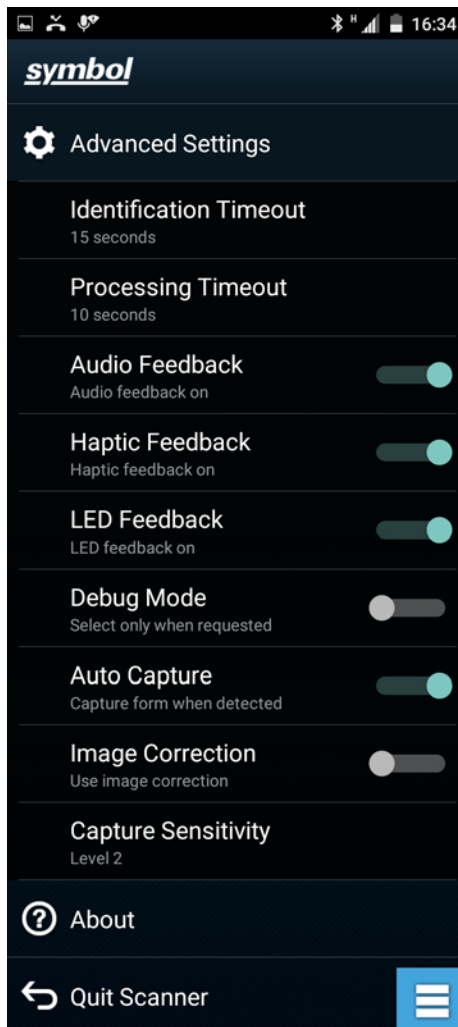 H 16:34
symbol
Advanced Settings
Identification Timeout
15 seconds
Processing Timeout
10 seconds
Audio Feedback
Audio feedback on
Haptic Feedback
Haptic feedback on
LED Feedback
LED feedback on
Debug Mode
Select only when requested
Auto Capture
Capture form when detected
Image Correction
Use image correction
Capture Sensitivity
Level 2
? About
Quit Scanner